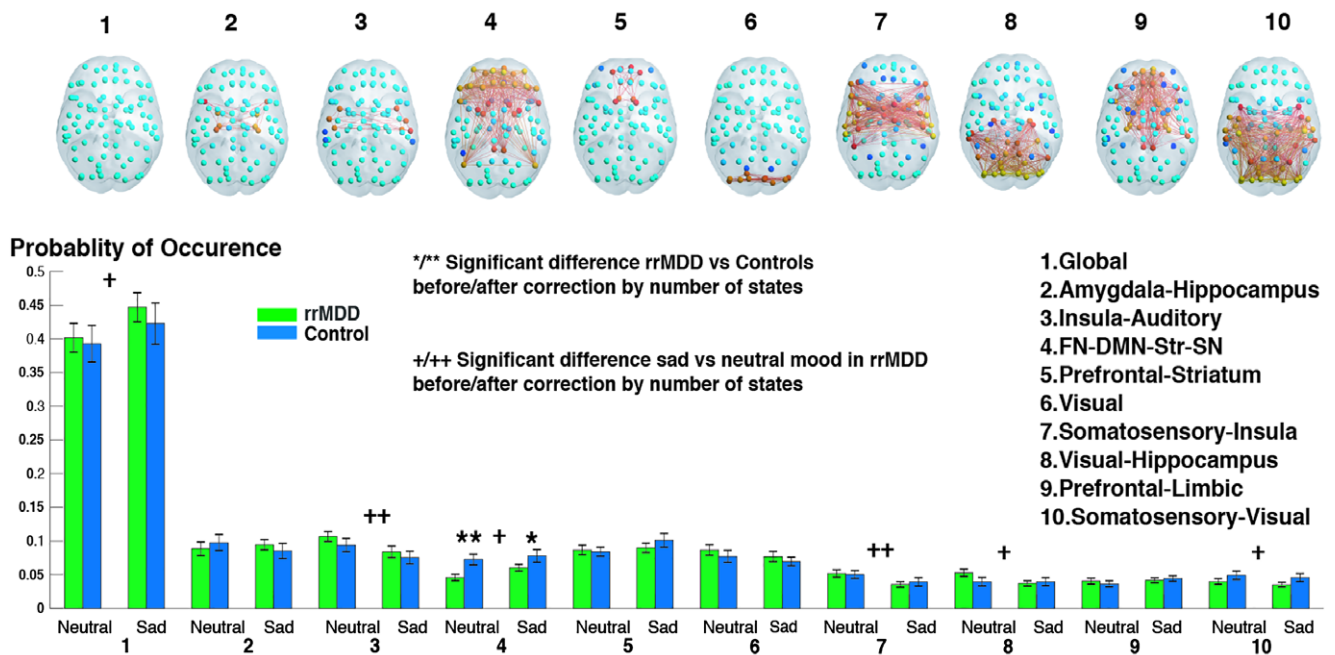 1 2 3 4 5 6 7 8 9 10
Probablity of Occurence
0.5
0.45
0.4
0.35
0.3
0.25
0.2
0.15
0.1
0.05
0
+
rrMDD
Control
*/** Significant difference rrMDD vs Controls
before/after correction by number of states
+/++ Significant difference sad vs neutral mood in rrMDD
before/after correction by number of states
1.Global
2.Amygdala-Hippocampus
3.Insula-Auditory
4.FN-DMN-Str-SN
5.Prefrontal-Striatum
6.Visual
7.Somatosensory-Insula
8.Visual-Hippocampus
9.Prefrontal-Limbic
10.Somatosensory-Visual
++ ** + * ++ + +
Neutral Sad Neutral Sad Neutral Sad Neutral Sad Neutral Sad Neutral Sad Neutral Sad Neutral Sad Neutral Sad Neutral Sad
1 2 3 4 5 6 7 8 9 10